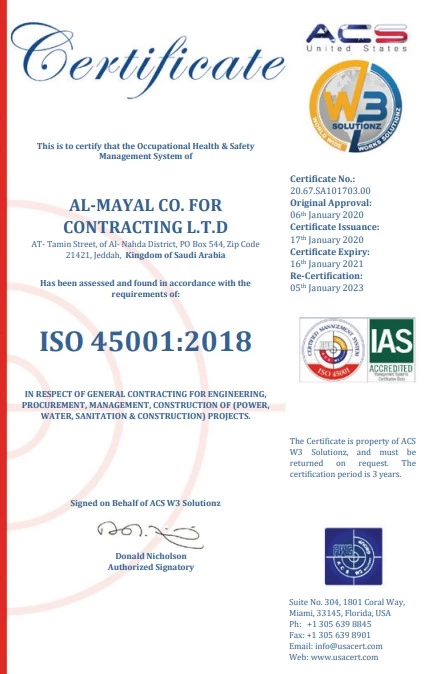 Certificate
ACS
United States
W3
SOLUTIONZ
WORLD WIDE
WORKS SOLUTIONZ
This is to certify that the Occupational Health & Safety
Management System of
AL-MAYAL CO. FOR
CONTRACTING L.T.D
AT- Tamin Street, of Al- Nahda District, PO Box 544, Zip Code
21421, Jeddah, Kingdom of Saudi Arabia
Has been assessed and found in accordance with the
requirements of:
ISO 45001:2018
IN RESPECT OF GENERAL CONTRACTING FOR ENGINEERING,
PROCUREMENT, MANAGEMENT, CONSTRUCTION OF (POWER,
WATER, SANITATION & CONSTRUCTION) PROJECTS.
Signed on Behalf of ACS W3 Solutionz
Donald Nicholson
Authorized Signatory
Certificate No.:
20.67.SA101703.00
Original Approval:
06th January 2020
Certificate Issuance:
17th January 2020
Certificate Expiry:
16th January 2021
Re-Certification:
05th January 2023
CERTIFIED MANAGEMENT SYSTEM
ISO 45001
IAS
ACCREDITED
Management Systems
Certification Body
The Certificate is property of ACS
W3 Solutionz, and must be
returned on request. The
certification period is 3 years.
Suite No. 304, 1801 Coral Way,
Miami, 33145, Florida, USA
Ph: +1 305 639 8845
Fax: +1 305 639 8901
Email: info@usacert.com
Web: www.usacert.com